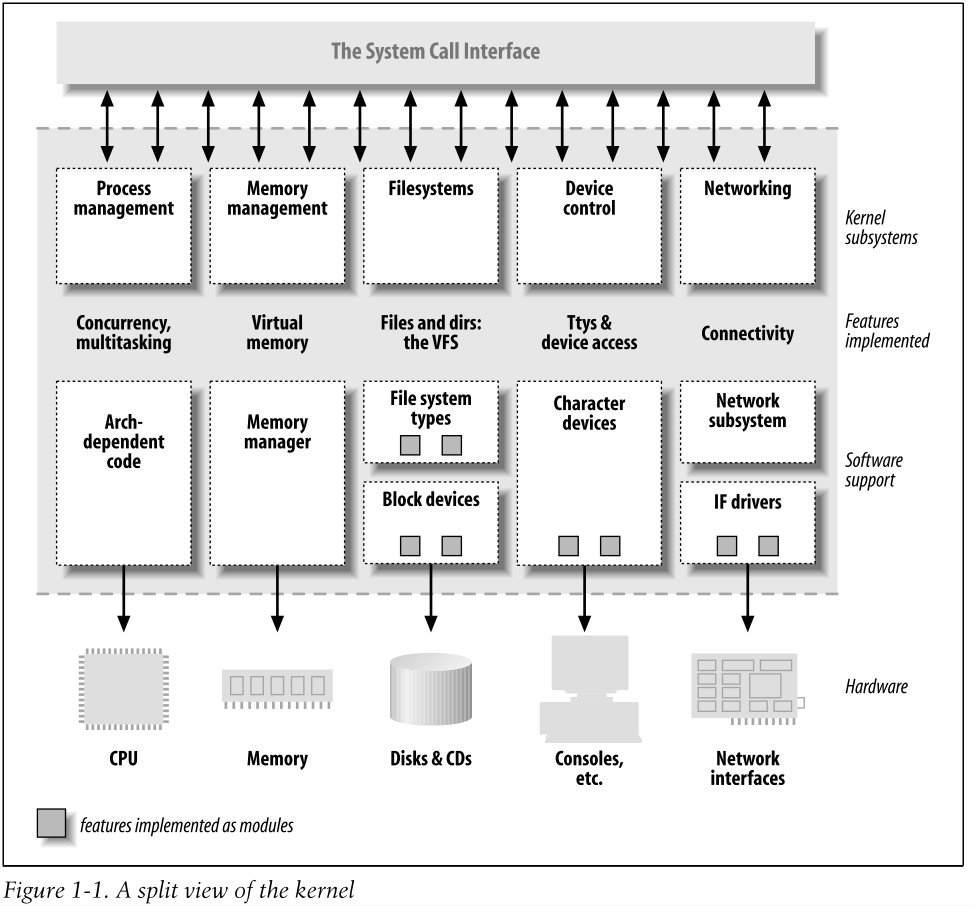 The System Call Interface
Process
management
Memory
management
Filesystems
Device
control
Networking
Kernel
subsystems
Concurrency,
multitasking
Virtual
memory
Files and dirs:
the VFS
Ttys &
device access
Connectivity
Features
implemented
Arch-
dependent
code
Memory
manager
File system
types
Block devices
Character
devices
Network
subsystem
IF drivers
Software
support
Hardware
CPU
Memory
Disks & CDs
Consoles,
etc.
Network
interfaces
features implemented as modules
Figure 1-1. A split view of the kernel